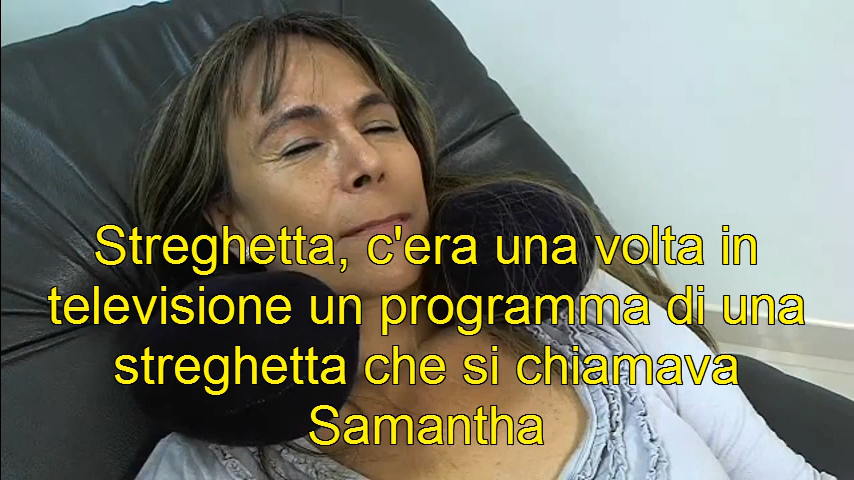 Streghetta, c'era una volta in
televisione un programma di una
streghetta che si chiamava
Samantha